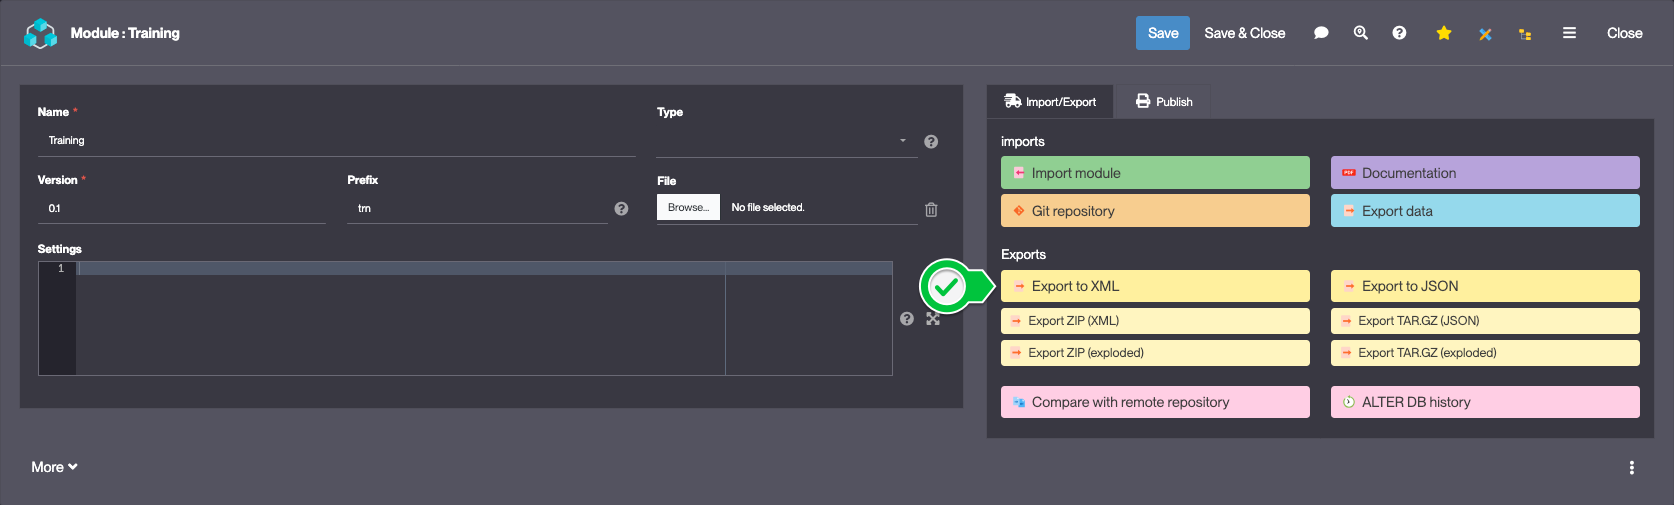 Module : Training
Save
Save & Close
Close
Name *
Training
Type
Version *
0.1
Prefix
trn
File
Browse...
No file selected.
Settings
1
More
Import/Export
Publish
imports
Import module
PDF
Documentation
Git repository
Export data
Exports
Export to XML
Export to JSON
Export ZIP (XML)
Export TAR.GZ (JSON)
Export ZIP (exploded)
Export TAR.GZ (exploded)
Compare with remote repository
ALTER DB history